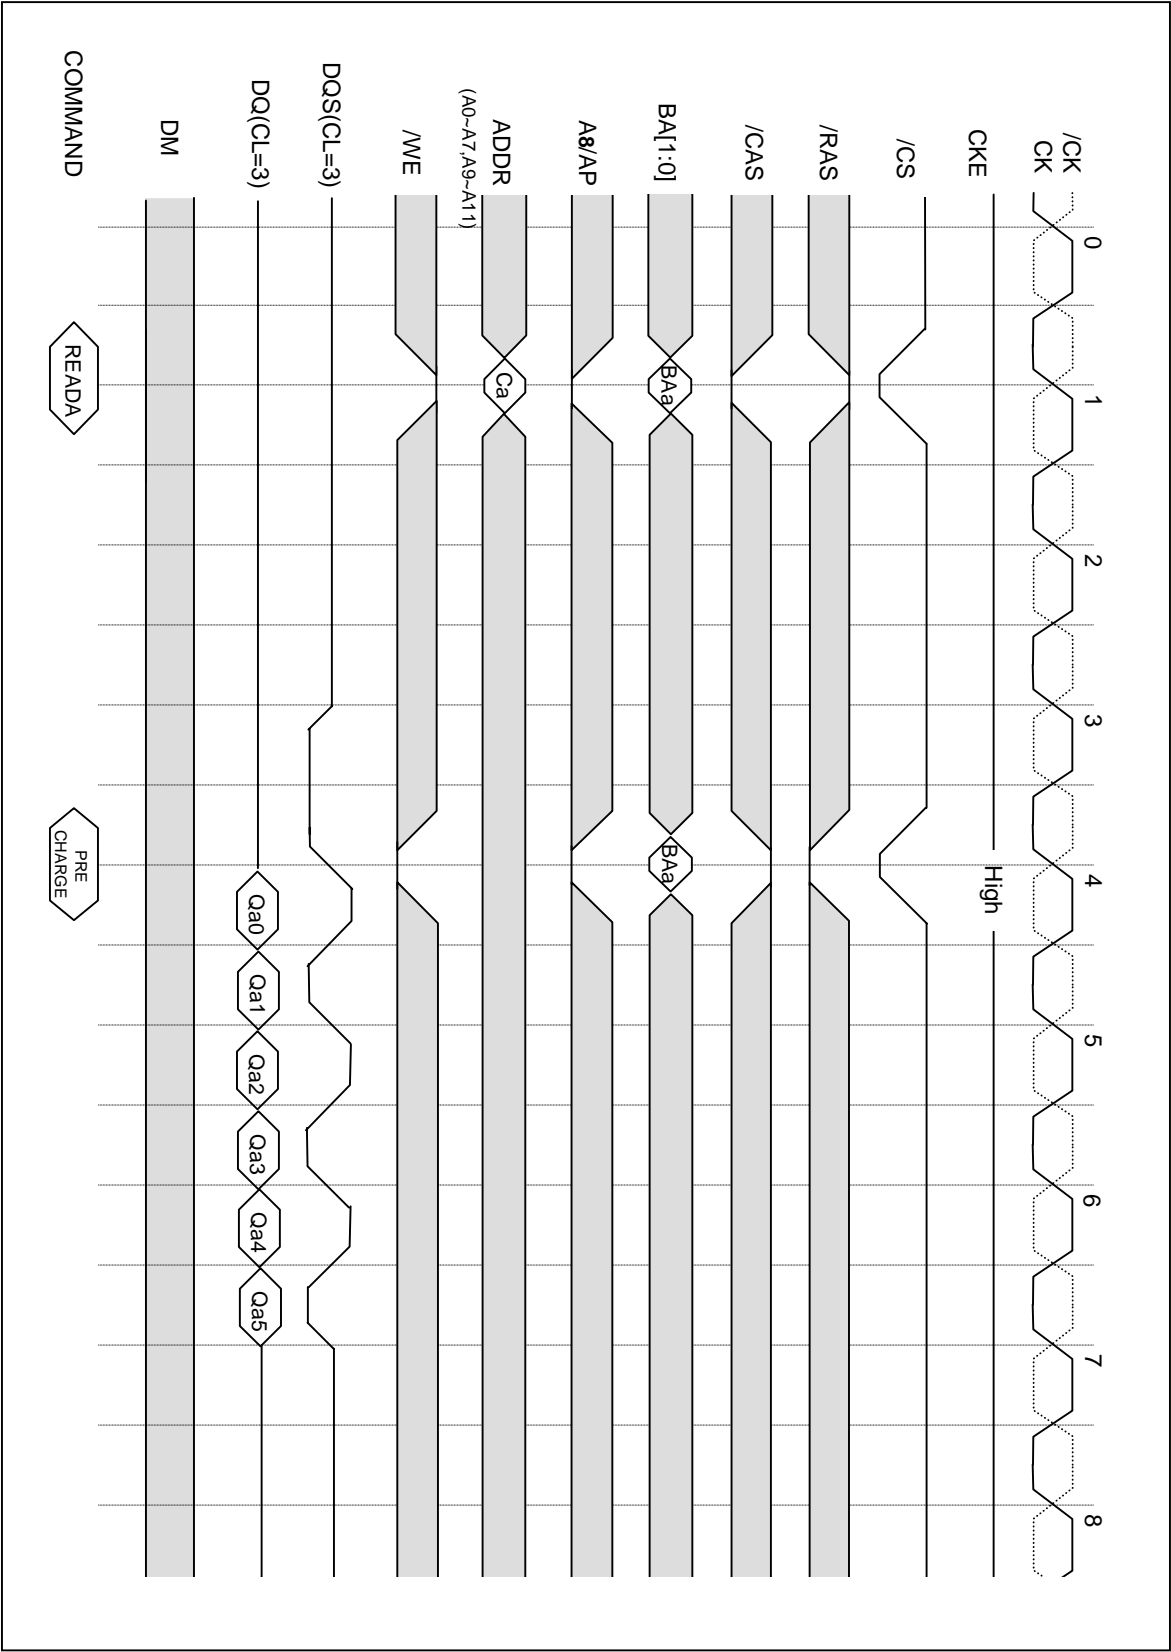 0 1 2 3 4 5 6 7 8
/CK
CK
CKE High
/CS
/RAS
/CAS
BA[1:0] BAa BAa
A8/AP
ADDR Ca
(A0~A7,A9~A11)
/WE
DQS(CL=3)
DQ(CL=3) Qa0 Qa1 Qa2 Qa3 Qa4 Qa5
DM
COMMAND READA PRE
CHARGE